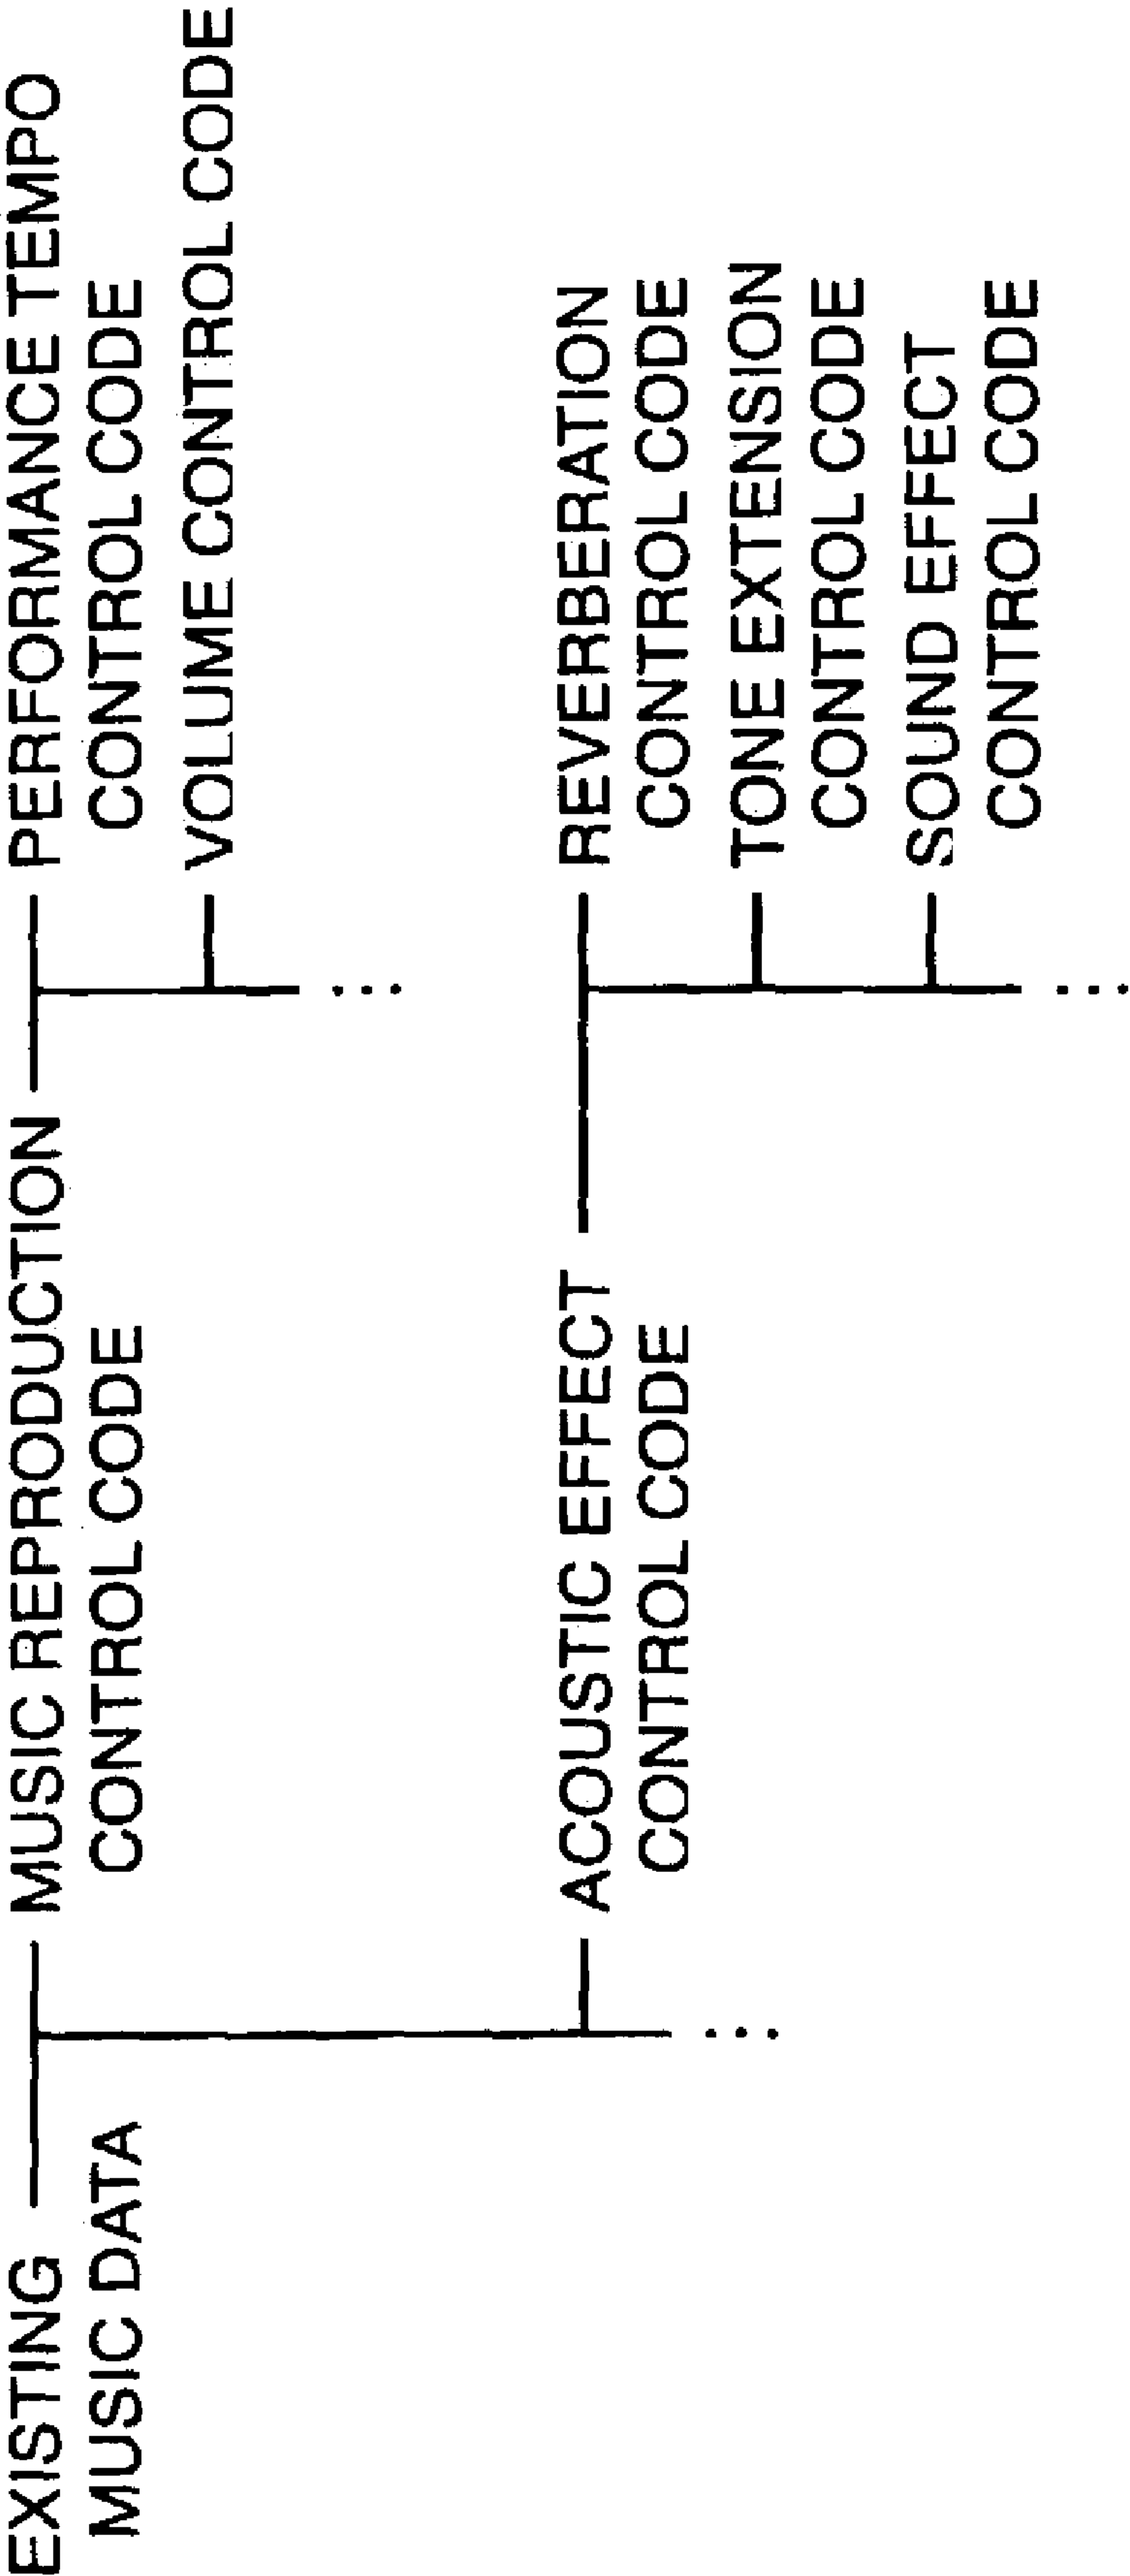 EXISTING
MUSIC DATA
MUSIC REPRODUCTION
CONTROL CODE
PERFORMANCE TEMPO
CONTROL CODE
VOLUME CONTROL CODE
ACOUSTIC EFFECT
CONTROL CODE
REVERBERATION
CONTROL CODE
TONE EXTENSION
CONTROL CODE
SOUND EFFECT
CONTROL CODE